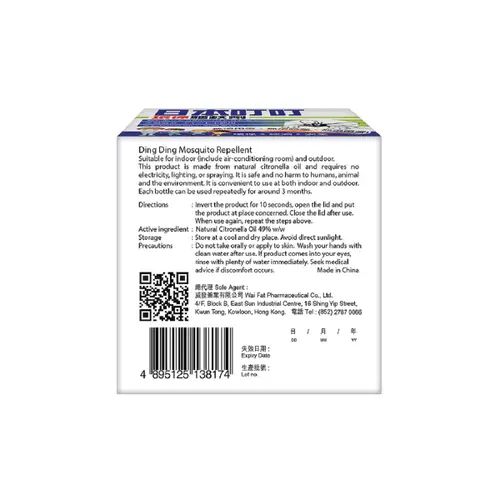 日本叮叮
環保驅蚊劑
Ding Ding Mosquito Repellent
Suitable for indoor (include air-conditioning room) and outdoor.
This product is made from natural citronella oil and requires no
electricity, lighting, or spraying. It is safe and no harm to humans, animal
and the environment. It is convenient to use at both indoor and outdoor.
Each bottle can be used repeatedly for around 3 months.
Directions : Invert the product for 10 seconds, open the lid and put
the product at place concerned. Close the lid after use.
When use again, repeat the steps above.
Active ingredient : Natural Citronella Oil 49% w/w
Storage : Store at a cool and dry place. Avoid direct sunlight.
Precautions : Do not take orally or apply to skin. Wash your hands with
clean water after use. If product comes into your eyes,
rinse with plenty of water immediately. Seek medical
advice if discomfort occurs. Made in China
總代理 Sole Agent :
威發藥業有限公司 Wai Fat Pharmaceutical Co., Ltd.
4/F, Block B, East Sun Industrial Centre, 16 Shing Yip Street,
Kwun Tong, Kowloon, Hong Kong. 電話 Tel : (852) 2787 0866
日 / 月 / 年
DD MM YY
失效日期 :
Expiry Date
生產批號 :
Lot no.
4 895125 138174